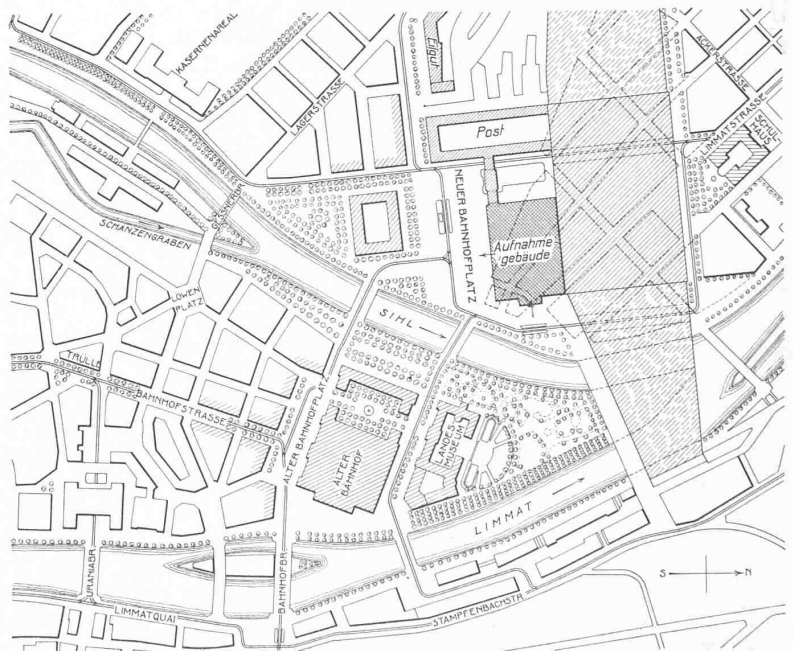 KASERNENAREAL
Eilgut
ACKERSTRASSE
LAGERSTRASSE
Post
LIMMATSTRASSE
SCHUL-
HAUS
NEUER BAHNHOFPLATZ
SCHANZENGRABEN
Aufnahme
gebäude
LÖWEN
PLATZ
SIHL
TRÜLLE
BAHNHOFSTRASSE
ALTER BAHNHOFPLATZ
ALTER
BAHNHOF
LANDES
MUSEUM
LIMMAT
S N
URANIABR.
BAHNHOFBR.
LIMMATQUAI
STAMPFENBACHSTR.